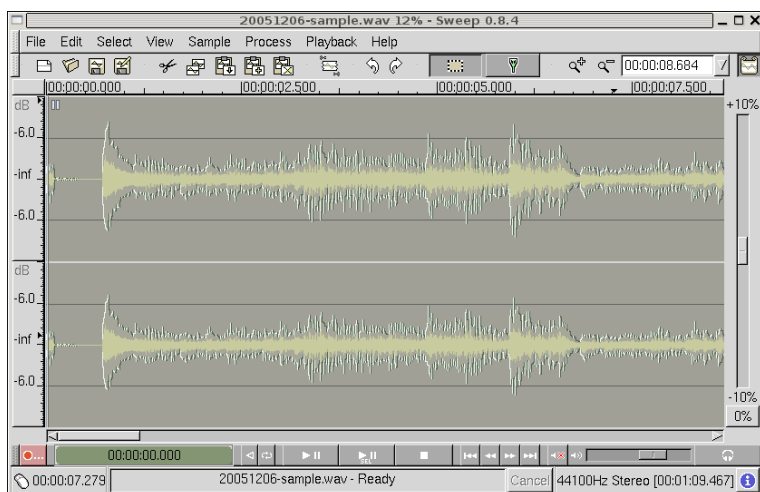 20051206-sample.wav 12% - Sweep 0.8.4
File Edit Select View Sample Process Playback Help
00:00:08.684
00:00:00.000 00:00:02.500 00:00:05.000 00:00:07.500
dB
-6.0
-inf
-6.0
dB
-6.0
-inf
-6.0
+10%
-10%
0%
00:00:00.000
SEL
00:00:07.279 20051206-sample.wav - Ready Cancel 44100Hz Stereo [00:01:09.467]